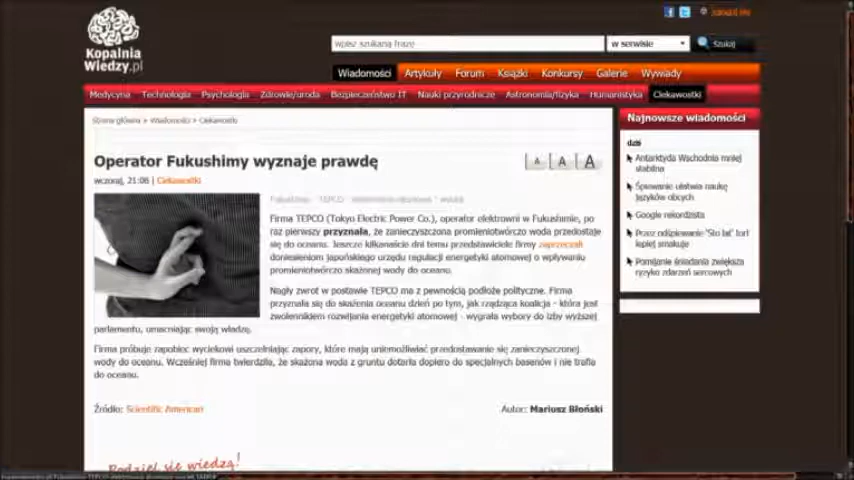 Kopalnia
Wiedzy.pl
wpisz szukaną frazę
w serwisie
Szukaj
Wiadomości Artykuły Forum Książki Konkursy Galerie Wywiady
Medycyna Technologia Psychologia Zdrowie/uroda Bezpieczeństwo IT Nauki przyrodnicze Astronomia/fizyka Humanistyka Ciekawostki
Strona główna » Wiadomości » Ciekawostki
Operator Fukushimy wyznaje prawdę
A A A
wczoraj, 21:06 | Ciekawostki
Firma TEPCO (Tokyo Electric Power Co.), operator elektrowni w Fukushimie, po
raz pierwszy przyznała, że zanieczyszczona promieniotwórczo woda przedostaje
się do oceanu. Jeszcze kilkanaście dni temu przedstawiciele firmy zaprzeczali
doniesieniom japońskiego urzędu regulacji energetyki atomowej o wpływaniu
promieniotwórczo skażonej wody do oceanu.
Nagły zwrot w postawie TEPCO ma z pewnością podłoże polityczne. Firma
przyznała się do skażenia oceanu dzień po tym, jak rządząca koalicja - która jest
zwolennikiem rozwijania energetyki atomowej - wygrała wybory do izby wyższej
parlamentu, umacniając swoją władzę.
Firma próbuje zapobiec wyciekowi uszczelniając zapory, które mają uniemożliwiać przedostawanie się zanieczyszczonej
wody do oceanu. Wcześniej firma twierdziła, że skażona woda z gruntu dotarła dopiero do specjalnych basenów i nie trafia
do oceanu.
Źródło: Scientific American
Autor: Mariusz Błoński
Podziel się wiedzą!
Najnowsze wiadomości
dziś
Antarktyda Wschodnia mniej
stabilna
Śpiewanie ułatwia naukę
języków obcych
Google rekordzistą
Przez odśpiewanie 'Sto lat' tort
lepiej smakuje
Pomijanie śniadania zwiększa
ryzyko zdarzeń sercowych